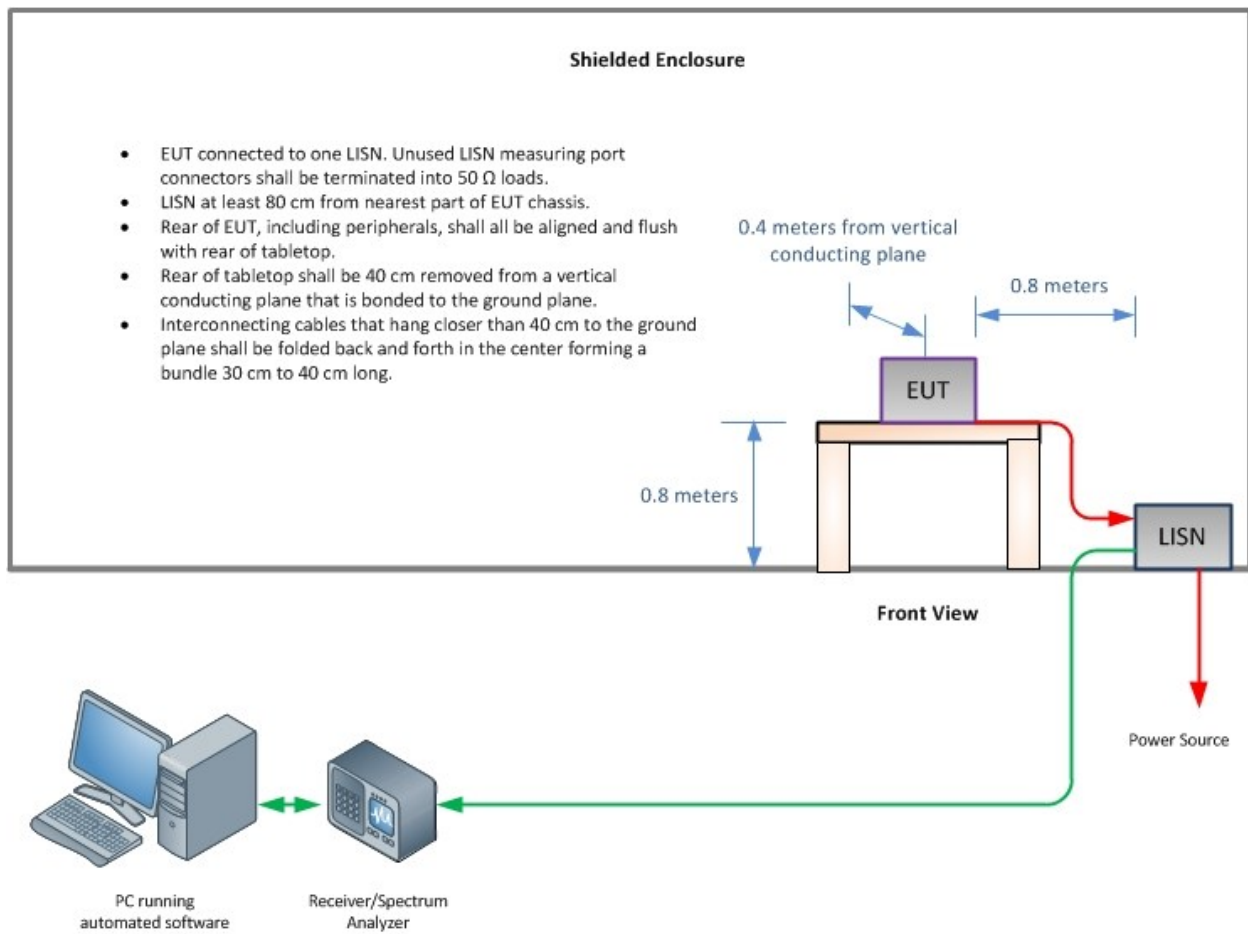 Shielded Enclosure
• EUT connected to one LISN. Unused LISN measuring port
connectors shall be terminated into 50 Ω loads.
• LISN at least 80 cm from nearest part of EUT chassis.
• Rear of EUT, including peripherals, shall all be aligned and flush
with rear of tabletop.
• Rear of tabletop shall be 40 cm removed from a vertical
conducting plane that is bonded to the ground plane.
• Interconnecting cables that hang closer than 40 cm to the ground
plane shall be folded back and forth in the center forming a
bundle 30 cm to 40 cm long.
0.4 meters from vertical
conducting plane
0.8 meters
EUT
0.8 meters
LISN
Front View
Power Source
PC running
automated software
Receiver/Spectrum
Analyzer